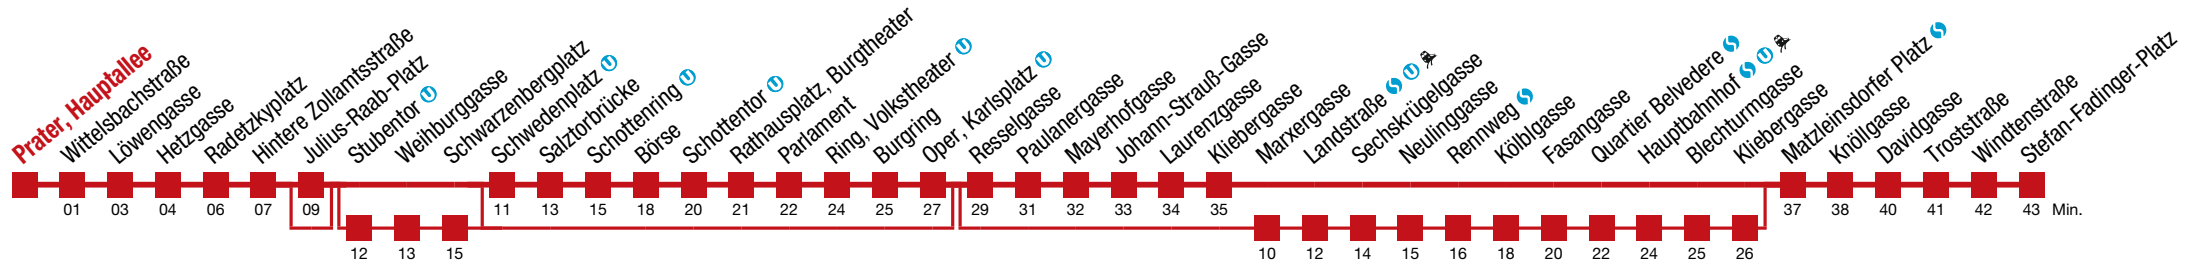 Prater, Hauptallee
Wittelsbachstraße
Löwengasse
Hetzgasse
Radetzkyplatz
Hintere Zollamtsstraße
Julius-Raab-Platz
Stubentor U
Weihburggasse
Schwarzenbergplatz
Schwedenplatz U
Salztorbrücke
Schottenring U
Börse
Schottentor U
Rathausplatz, Burgtheater
Parlament
Ring, Volkstheater U
Burgring
Oper, Karlsplatz U
Resselgasse
Paulanergasse
Mayerhofgasse
Johann-Strauß-Gasse
Laurenzgasse
Kliebergasse
Marxergasse
Landstraße S U
Sechskrügelgasse
Neulinggasse
Rennweg S
Kölblgasse
Fasangasse
Quartier Belvedere S
Hauptbahnhof S U
Blechturmgasse
Kliebergasse
Matzleinsdorfer Platz S
Knöllgasse
Davidgasse
Troststraße
Windtenstraße
Stefan-Fadinger-Platz
01 03 04 06 07 09 11 13 15 18 20 21 22 24 25 27 29 31 32 33 34 35 37 38 40 41 42 43 Min.
12 13 15 10 12 14 15 16 18 20 22 24 25 26